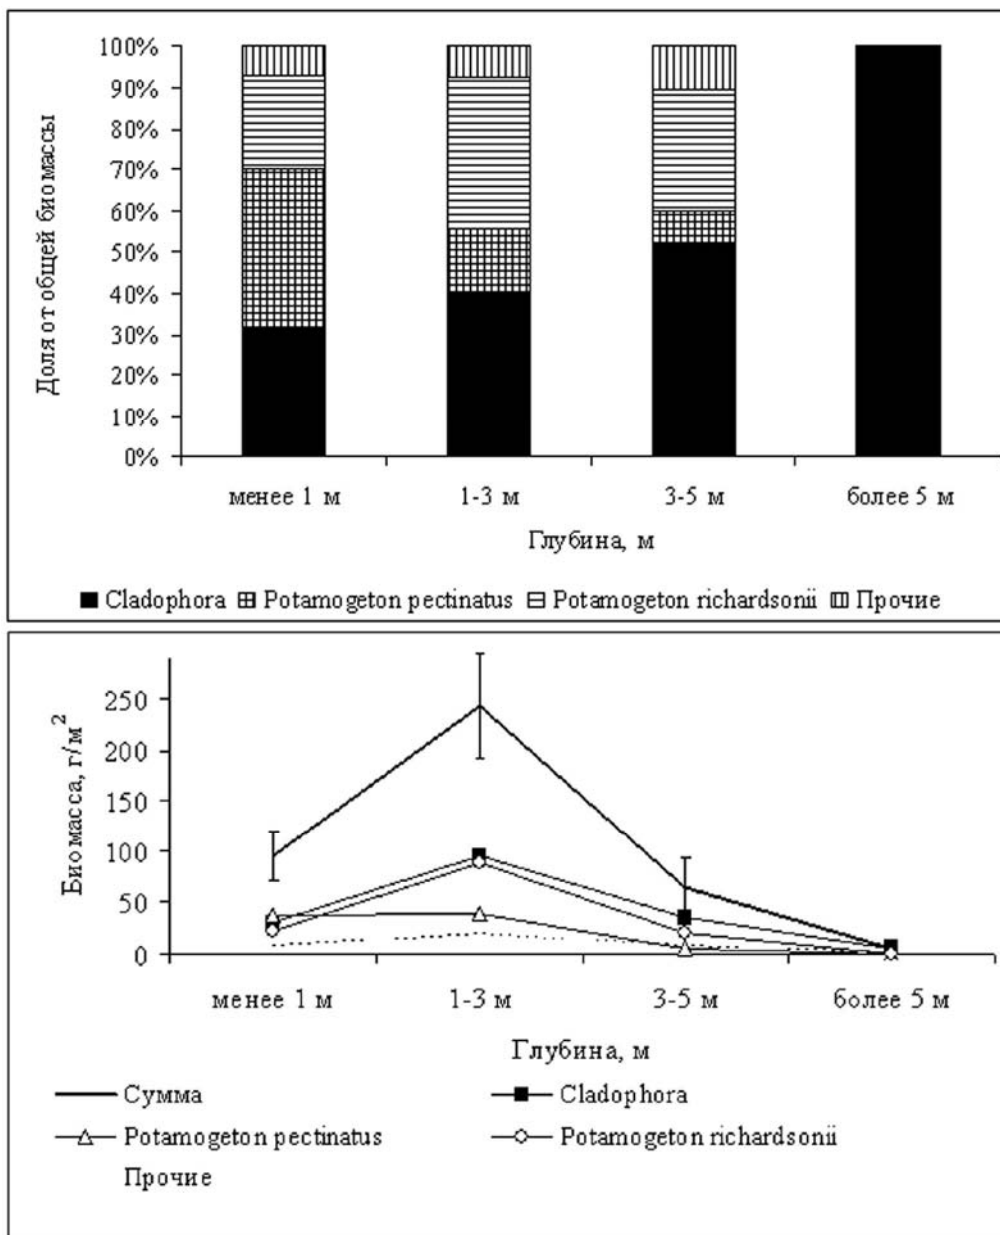 Доля от общей биомассы
100%
90%
80%
70%
60%
50%
40%
30%
20%
10%
0%
менее 1 м 1-3 м 3-5 м более 5 м
Глубина, м
Cladophora Potamogeton pectinatus Potamogeton richardsonii Прочие
Биомасса, г/м²
250
200
150
100
50
0
менее 1 м 1-3 м 3-5 м более 5 м
Глубина, м
Сумма Cladophora
Potamogeton pectinatus Potamogeton richardsonii
Прочие